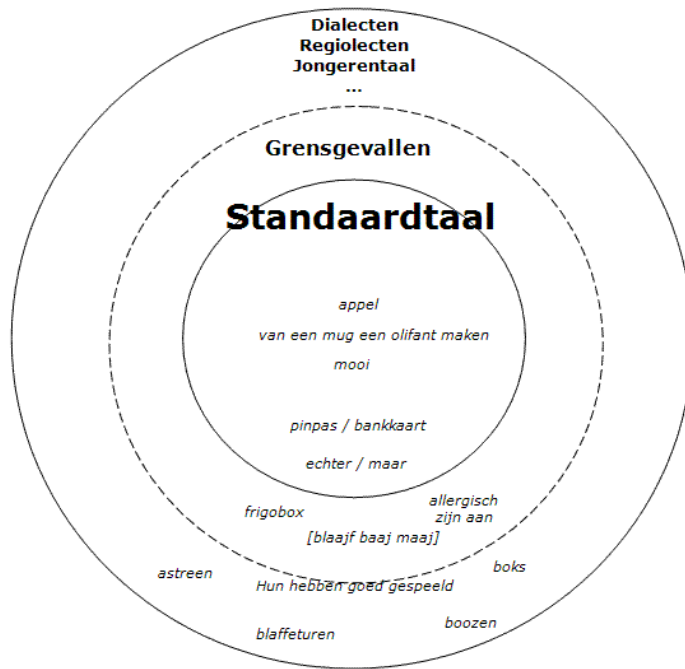 Dialecten
Regiolecten
Jongerentaal
...
Grensgevallen
Standaardtaal
appel
van een mug een olifant maken
mooi
pinpas / bankkaart
echter / maar
frigobox
allergisch
zijn aan
[blaajf baaj maaj]
astreen
boks
Hun hebben goed gespeeld
blaffeturen
boozen